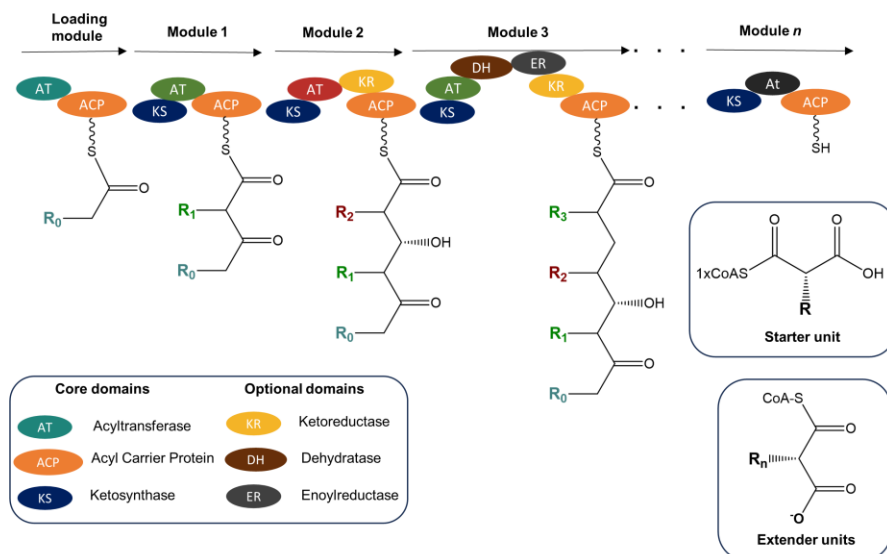 Loading module
Module 1
Module 2
Module 3
Module n
AT
ACP
KS
AT
ACP
KS
AT
KR
ACP
KS
AT
DH
ER
KR
ACP
KS
At
ACP
S
S
S
S
SH
O
R0
O
R1
O
R0
O
R2
OH
R1
O
R0
O
R3
R2
OH
R1
O
R0
O
O
1xCoAS
OH
R
Starter unit
CoA-S
O
Rn
O
-O
Extender units
Core domains
Optional domains
AT Acyltransferase
KR Ketoreductase
ACP Acyl Carrier Protein
DH Dehydratase
KS Ketosynthase
ER Enoylreductase